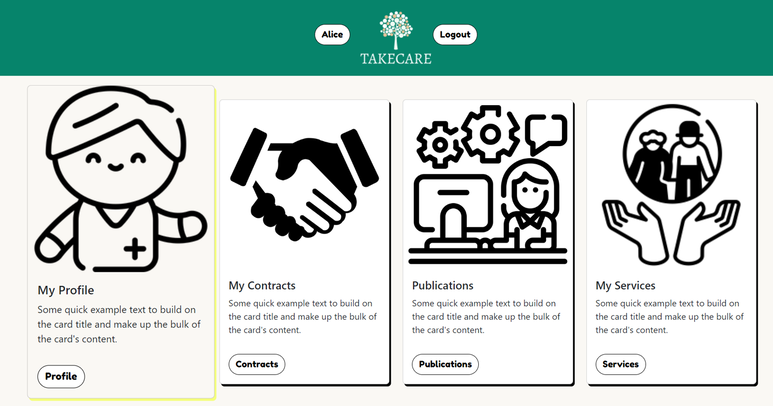 Alice
Logout
TAKECARE
My Profile
Some quick example text to build on
the card title and make up the bulk of
the card's content.
Profile
My Contracts
Some quick example text to build on
the card title and make up the bulk of
the card's content.
Contracts
Publications
Some quick example text to build on
the card title and make up the bulk of
the card's content.
Publications
My Services
Some quick example text to build on
the card title and make up the bulk of
the card's content.
Services